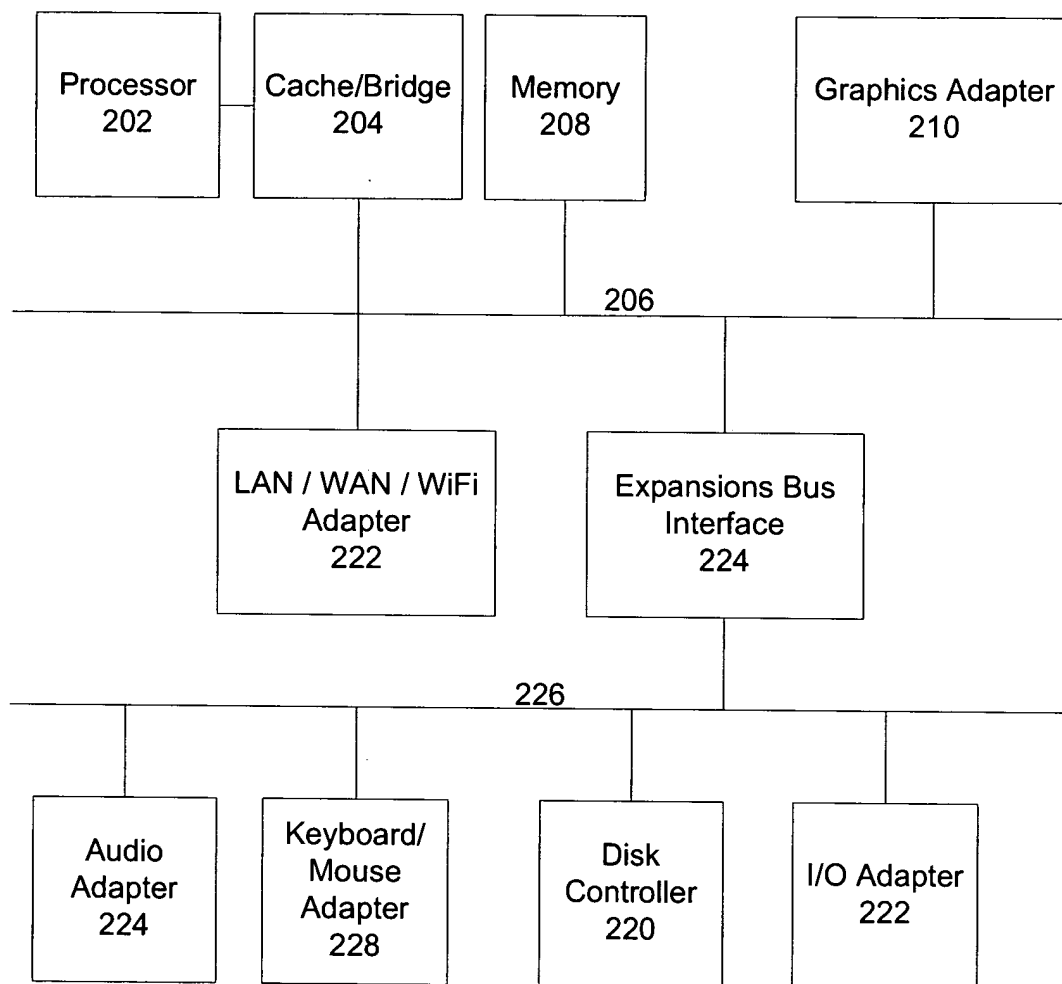 Processor
202
Cache/Bridge
204
Memory
208
Graphics Adapter
210
206
LAN / WAN / WiFi
Adapter
222
Expansions Bus
Interface
224
226
Audio
Adapter
224
Keyboard/
Mouse
Adapter
228
Disk
Controller
220
I/O Adapter
222